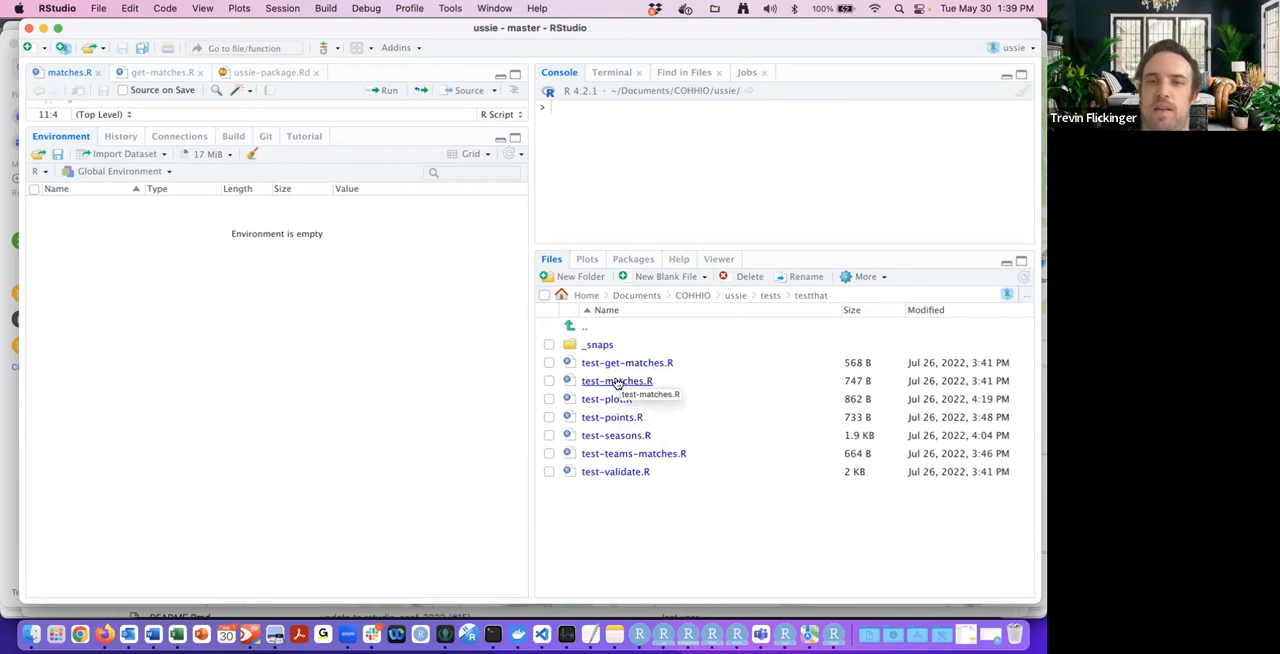 RStudio File Edit Code View Plots Session Build Debug Profile Tools Window Help 100% Tue May 30 1:39 PM
ussie - master - RStudio
Go to file/function Addins ussie
matches.R get-matches.R ussie-package.Rd
Source on Save Run Source
11:4 (Top Level) R Script
Environment History Connections Build Git Tutorial
Import Dataset 17 MiB Grid
R Global Environment
Name Type Length Size Value
Environment is empty
Console Terminal Find in Files Jobs
R 4.2.1 · ~/Documents/COHHIO/ussie/
>
Files Plots Packages Help Viewer
New Folder New Blank File Delete Rename More
Home Documents COHHIO ussie tests testthat
Name Size Modified
..
_snaps
test-get-matches.R 568 B Jul 26, 2022, 3:41 PM
test-matches.R 747 B Jul 26, 2022, 3:41 PM
test-matches.R
862 B Jul 26, 2022, 4:19 PM
test-points.R 733 B Jul 26, 2022, 3:48 PM
test-seasons.R 1.9 KB Jul 26, 2022, 4:04 PM
test-teams-matches.R 664 B Jul 26, 2022, 3:46 PM
test-validate.R 2 KB Jul 26, 2022, 3:41 PM
Trevin Flickinger